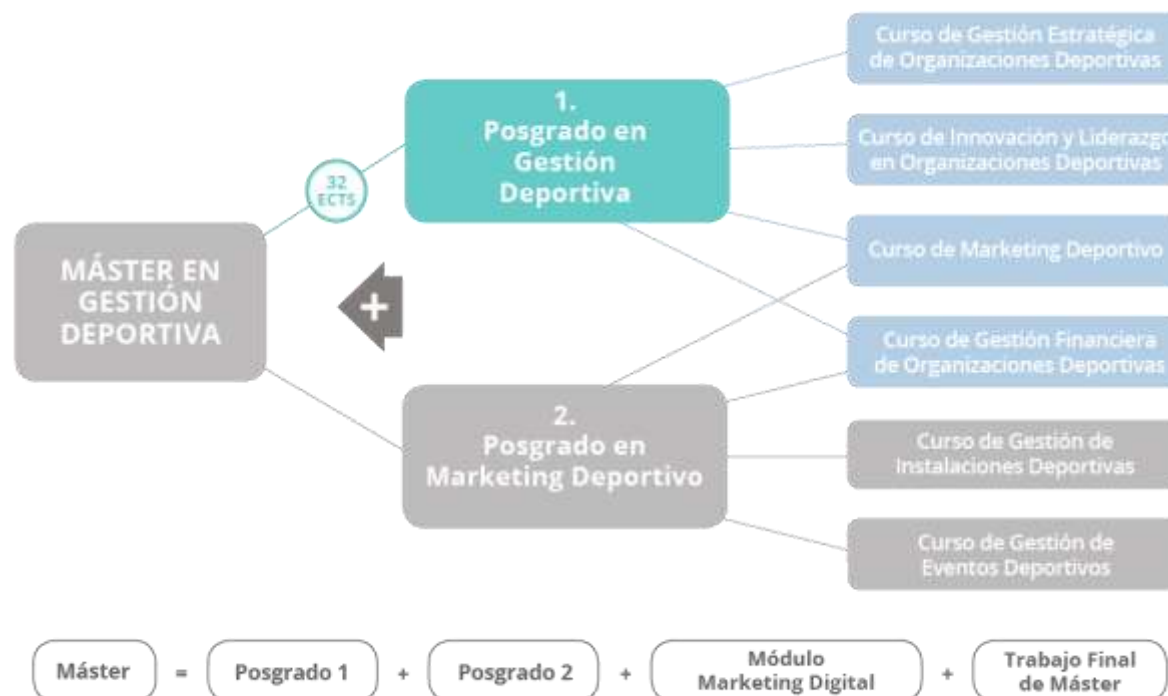 Curso de Gestión Estratégica
de Organizaciones Deportivas
1.
Posgrado en
Gestión
Deportiva
Curso de Innovación y Liderazgo
en Organizaciones Deportivas
32
ECTS
MÁSTER EN
GESTIÓN
DEPORTIVA
Curso de Marketing Deportivo
+
Curso de Gestión Financiera
de Organizaciones Deportivas
2.
Posgrado en
Marketing Deportivo
Curso de Gestión de
Instalaciones Deportivas
Curso de Gestión de
Eventos Deportivos
Máster = Posgrado 1 + Posgrado 2 + Módulo Marketing Digital + Trabajo Final de Máster